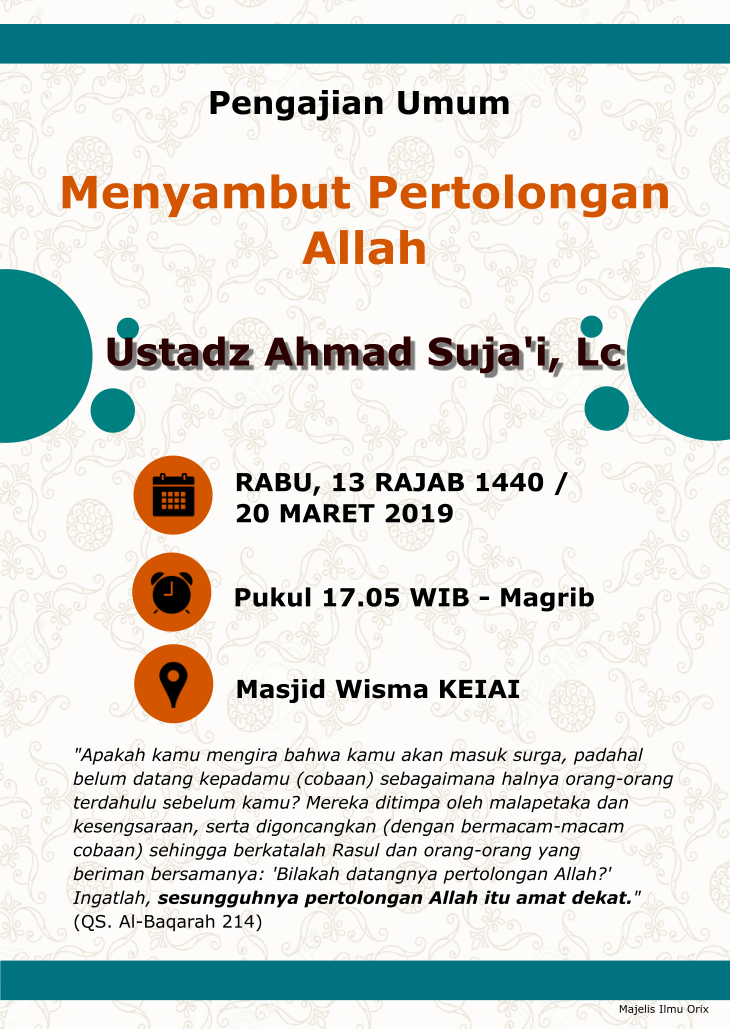 Pengajian Umum
Menyambut Pertolongan
Allah
Ustadz Ahmad Suja'i, Lc
RABU, 13 RAJAB 1440 /
20 MARET 2019
Pukul 17.05 WIB - Magrib
Masjid Wisma KEIAI
"Apakah kamu mengira bahwa kamu akan masuk surga, padahal
belum datang kepadamu (cobaan) sebagaimana halnya orang-orang
terdahulu sebelum kamu? Mereka ditimpa oleh malapetaka dan
kesengsaraan, serta digoncangkan (dengan bermacam-macam
cobaan) sehingga berkatalah Rasul dan orang-orang yang
beriman bersamanya: 'Bilakah datangnya pertolongan Allah?'
Ingatlah, sesungguhnya pertolongan Allah itu amat dekat."
(QS. Al-Baqarah 214)
Majelis Ilmu Orix